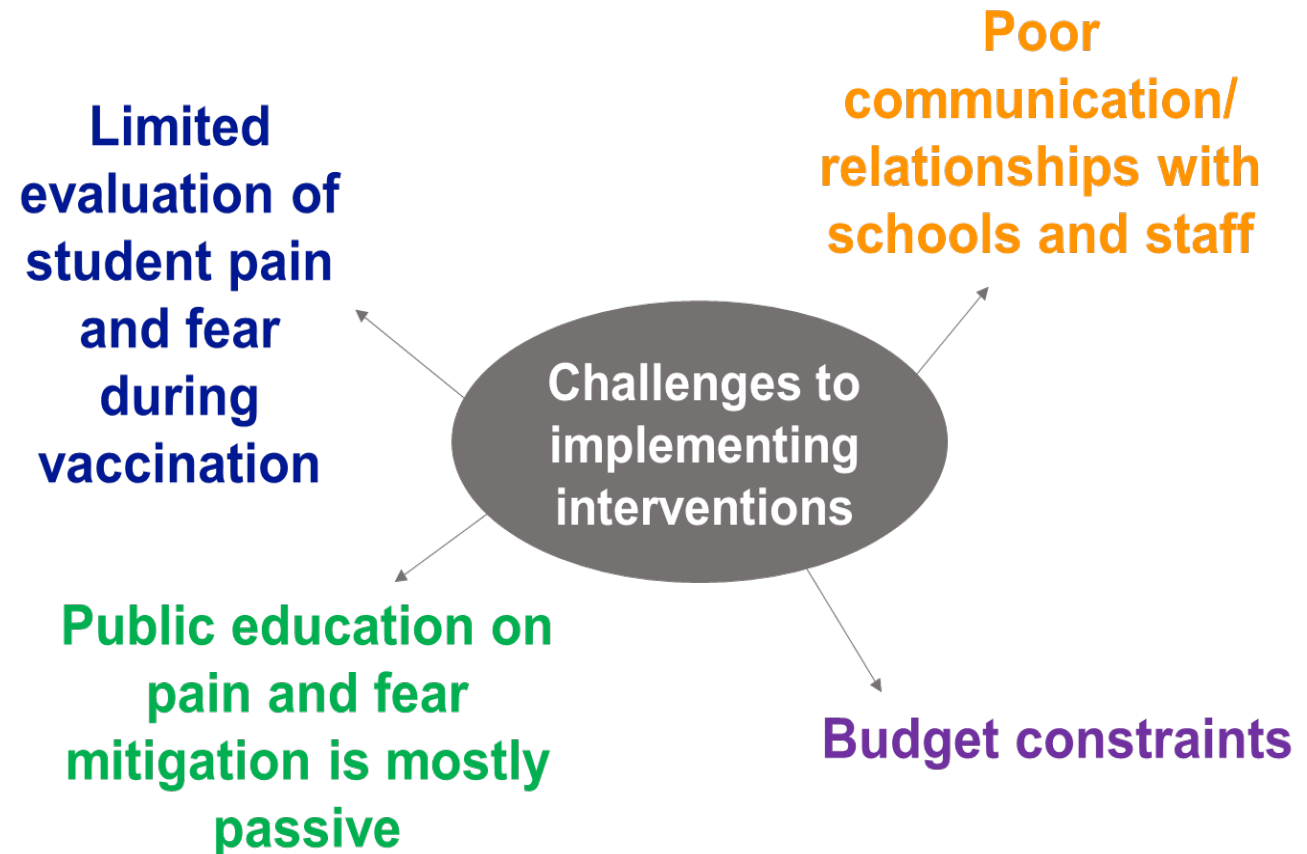 Poor
communication/
relationships with
schools and staff
Limited
evaluation of
student pain
and fear
during
vaccination
Challenges to
implementing
interventions
Public education on
pain and fear
mitigation is mostly
passive
Budget constraints